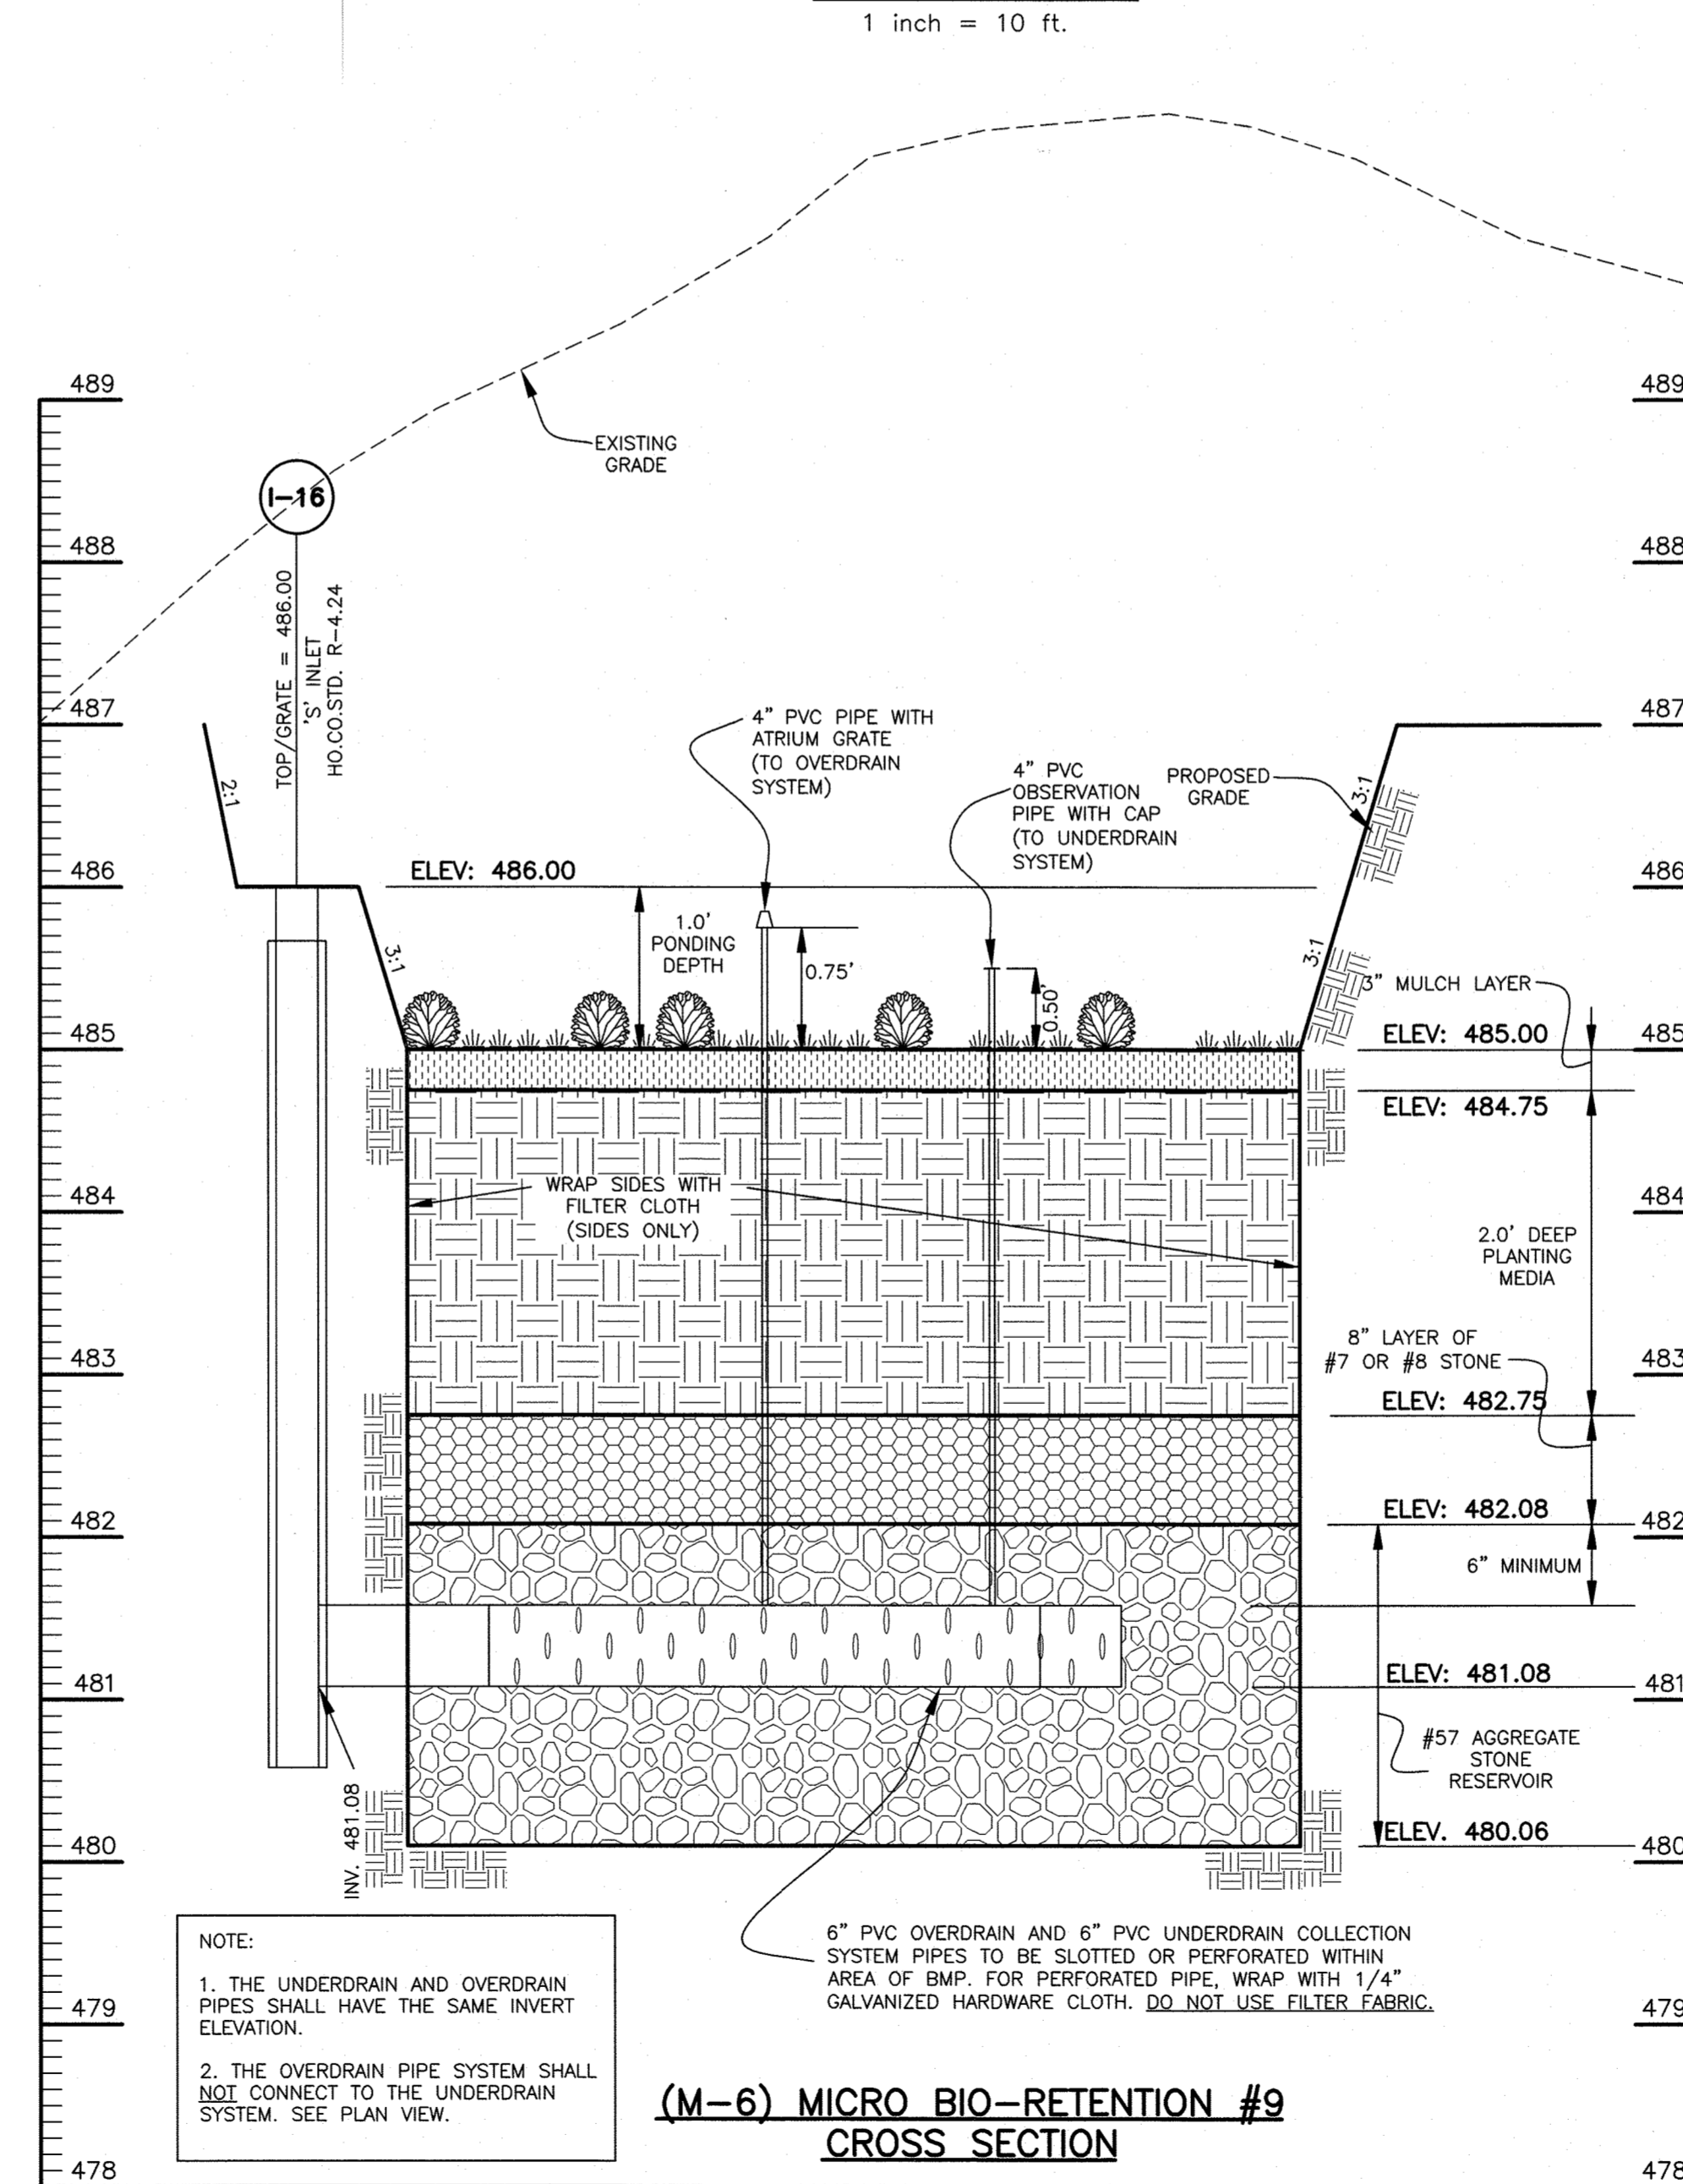 1 inch = 10 ft.
489
489
EXISTING
GRADE
I-16
488
488
TOP/GRATE = 486.00
'S' INLET
HO.CO.STD. R-4.24
487
487
4" PVC PIPE WITH
ATRIUM GRATE
(TO OVERDRAIN
SYSTEM)
4" PVC
OBSERVATION
PIPE WITH CAP
(TO UNDERDRAIN
SYSTEM)
PROPOSED
GRADE
2:1
3:1
486
ELEV: 486.00
486
1.0'
PONDING
DEPTH
0.75'
0.50'
3:1
3:1
3" MULCH LAYER
485
ELEV: 485.00
485
ELEV: 484.75
484
WRAP SIDES WITH
FILTER CLOTH
(SIDES ONLY)
484
2.0' DEEP
PLANTING
MEDIA
483
8" LAYER OF
#7 OR #8 STONE
483
ELEV: 482.75
482
ELEV: 482.08
482
6" MINIMUM
481
ELEV: 481.08
481
#57 AGGREGATE
STONE
RESERVOIR
INV. 481.08
480
ELEV. 480.06
480
NOTE:
1. THE UNDERDRAIN AND OVERDRAIN
PIPES SHALL HAVE THE SAME INVERT
ELEVATION.
2. THE OVERDRAIN PIPE SYSTEM SHALL
NOT CONNECT TO THE UNDERDRAIN
SYSTEM. SEE PLAN VIEW.
6" PVC OVERDRAIN AND 6" PVC UNDERDRAIN COLLECTION
SYSTEM PIPES TO BE SLOTTED OR PERFORATED WITHIN
AREA OF BMP. FOR PERFORATED PIPE, WRAP WITH 1/4"
GALVANIZED HARDWARE CLOTH. DO NOT USE FILTER FABRIC.
479
479
(M-6) MICRO BIO-RETENTION #9
CROSS SECTION
478
478